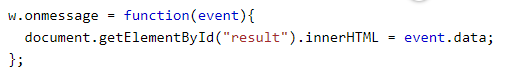 w.onmessage = function(event){
  document.getElementById("result").innerHTML = event.data;
};